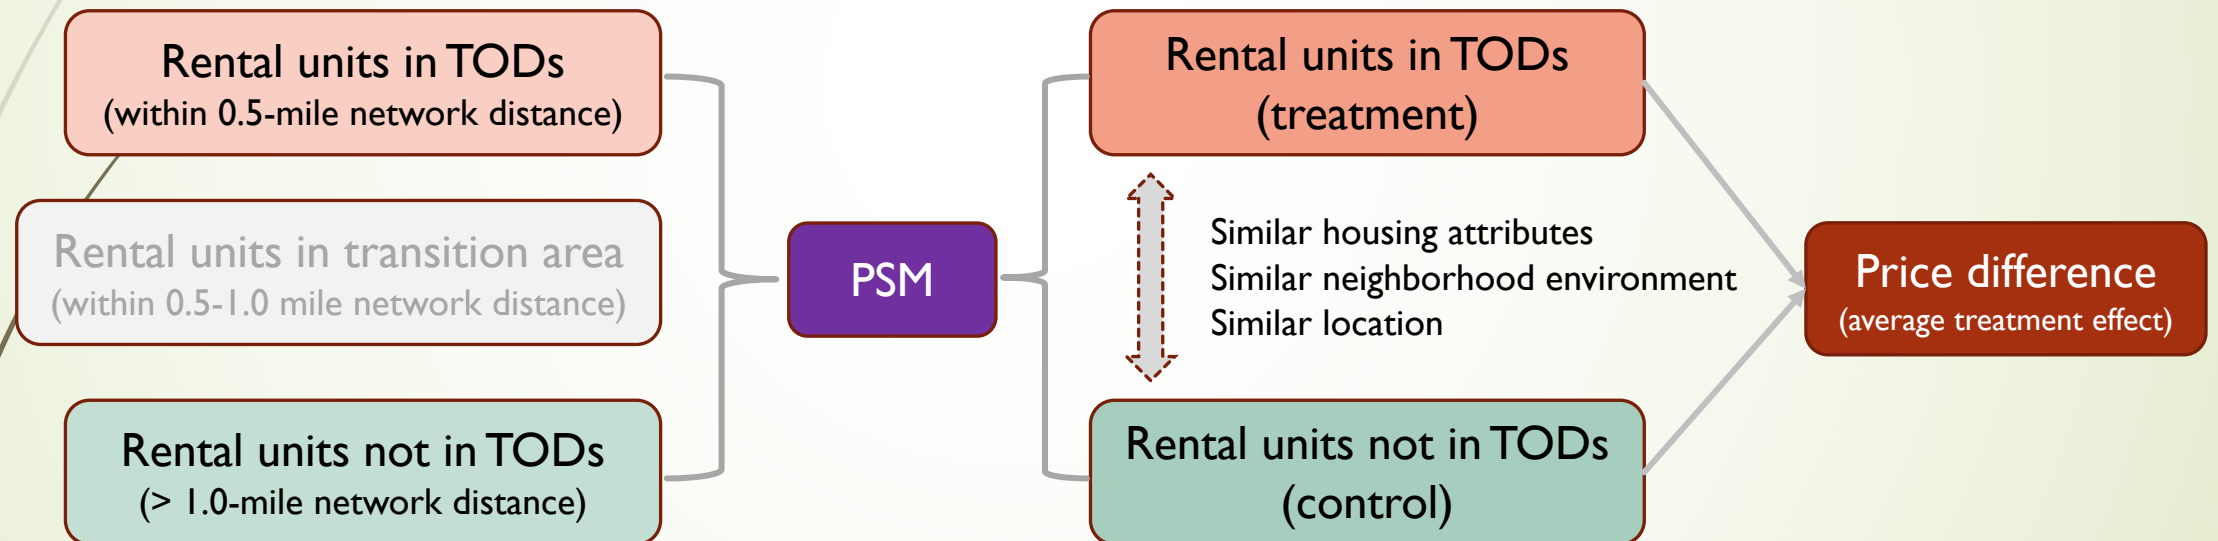 Rental units in TODs
(within 0.5-mile network distance)
Rental units in transition area
(within 0.5-1.0 mile network distance)
Rental units not in TODs
(> 1.0-mile network distance)
PSM
Rental units in TODs
(treatment)
Similar housing attributes
Similar neighborhood environment
Similar location
Rental units not in TODs
(control)
Price difference
(average treatment effect)